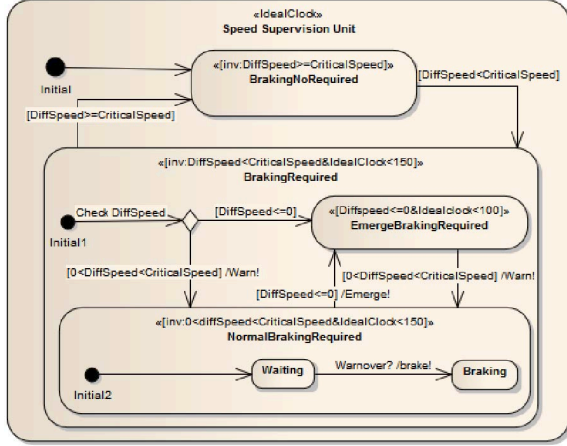 «IdealClock»
Speed Supervision Unit
Initial
«[inv:DiffSpeed>=CriticalSpeed]»
BrakingNoRequired
[DiffSpeed<CriticalSpeed]
[DiffSpeed>=CriticalSpeed]
«[inv:DiffSpeed<CriticalSpeed&IdealClock<150]»
BrakingRequired
Initial1
Check DiffSpeed
[DiffSpeed<=0]
«[Diffspeed<=0&Idealclock<100]»
EmergeBrakingRequired
[0<DiffSpeed<CriticalSpeed] /Warn!
[0<DiffSpeed<CriticalSpeed] /Warn!
[DiffSpeed<=0] /Emerge!
«[inv:0<diffSpeed<CriticalSpeed&IdealClock<150]»
NormalBrakingRequired
Initial2
Waiting
Warnover? /brake!
Braking